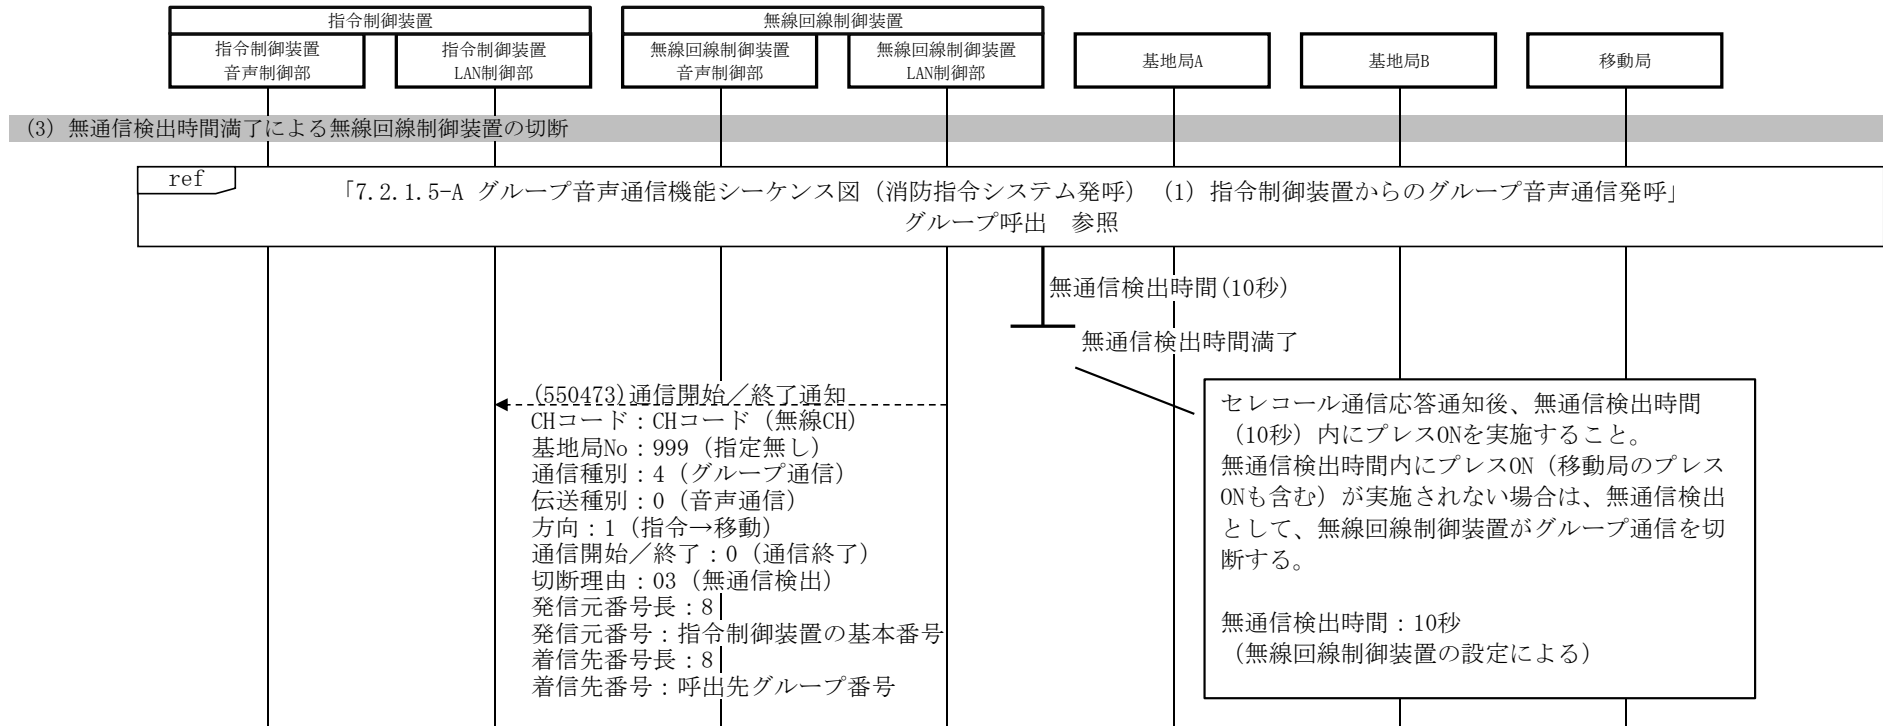 指令制御装置
無線回線制御装置
指令制御装置
音声制御部
指令制御装置
LAN制御部
無線回線制御装置
音声制御部
無線回線制御装置
LAN制御部
基地局A
基地局B
移動局
(3) 無通信検出時間満了による無線回線制御装置の切断
ref
「7.2.1.5-A グループ音声通信機能シーケンス図（消防指令システム発呼）（1）指令制御装置からのグループ音声通信発呼」
グループ呼出　参照
無通信検出時間(10秒)
無通信検出時間満了
(550473)通信開始／終了通知
CHコード：CHコード（無線CH）
基地局No：999（指定無し）
通信種別：4（グループ通信）
伝送種別：0（音声通信）
方向：1（指令→移動）
通信開始／終了：0（通信終了）
切断理由：03（無通信検出）
発信元番号長：8
発信元番号：指令制御装置の基本番号
着信先番号長：8
着信先番号：呼出先グループ番号
セレコール通信応答通知後、無通信検出時間
（10秒）内にプレスONを実施すること。
無通信検出時間内にプレスON（移動局のプレス
ONも含む）が実施されない場合は、無通信検出
として、無線回線制御装置がグループ通信を切
断する。
無通信検出時間：10秒
（無線回線制御装置の設定による）